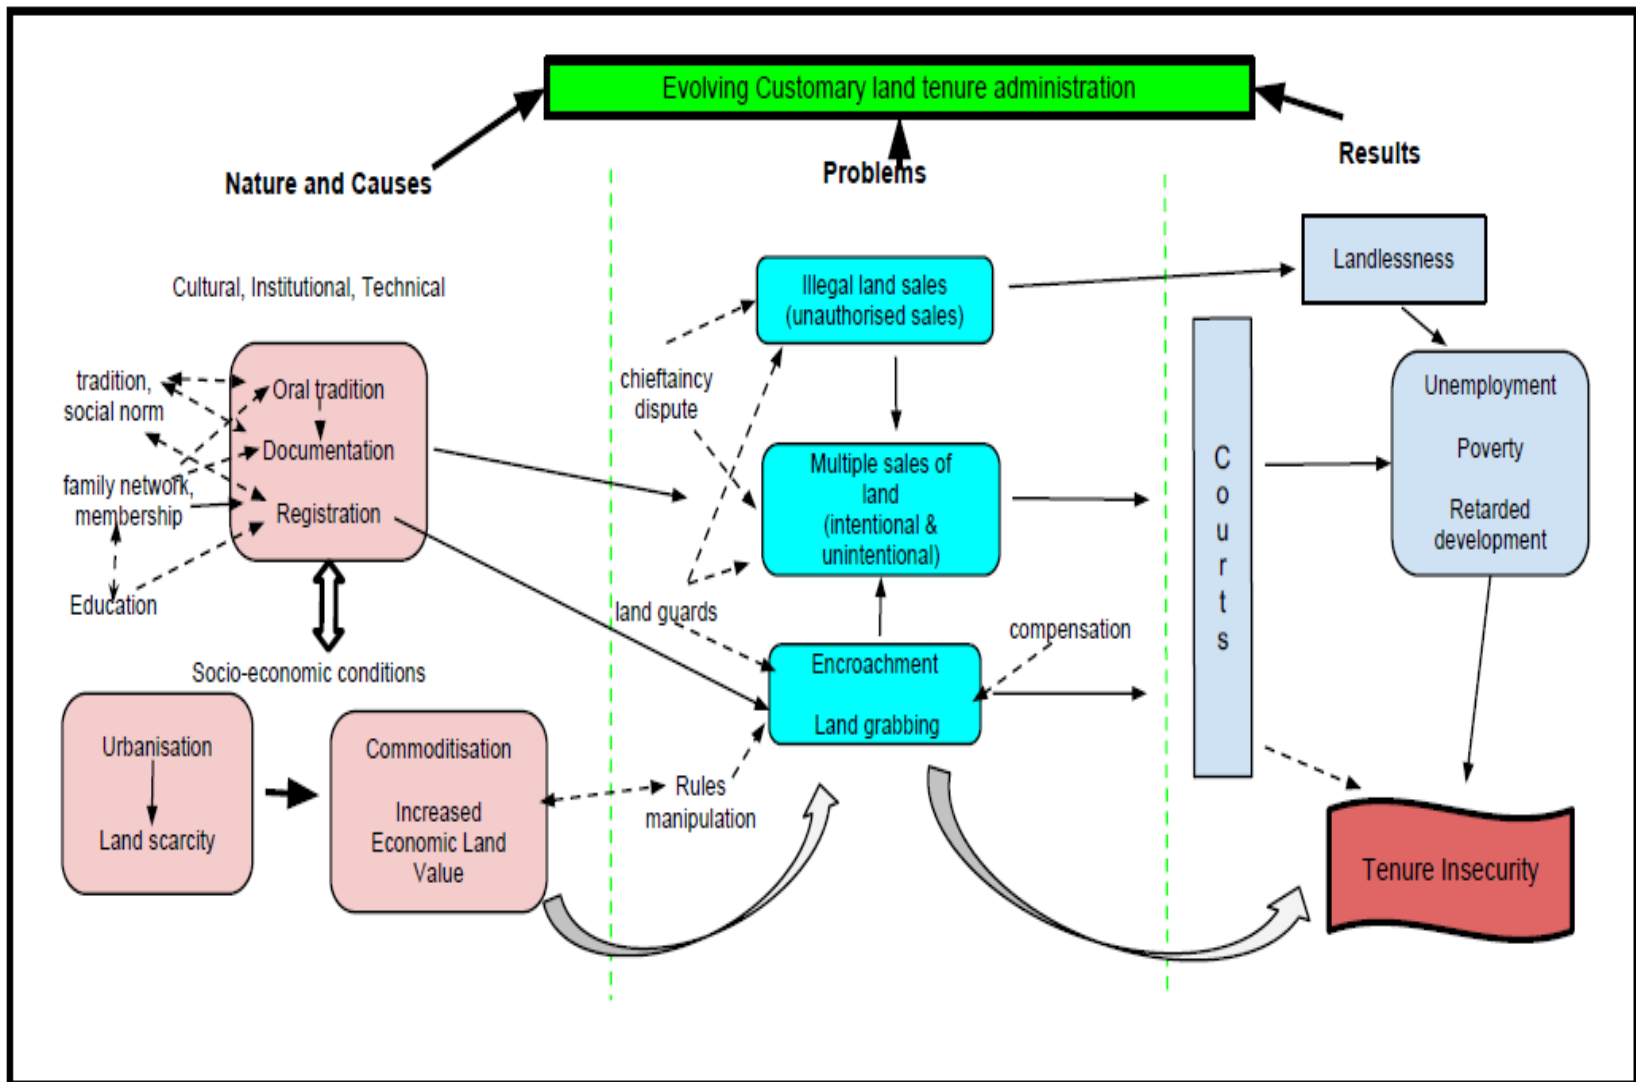 Evolving Customary land tenure administration
Nature and Causes
Problems
Results
Cultural, Institutional, Technical
tradition,
social norm
family network,
membership
Education
Oral tradition
Documentation
Registration
Socio-economic conditions
Urbanisation
Land scarcity
Commoditisation
Increased
Economic Land
Value
chieftaincy
dispute
land guards
Rules
manipulation
Illegal land sales
(unauthorised sales)
Multiple sales of
land
(intentional &
unintentional)
Encroachment
Land grabbing
compensation
Landlessness
C
o
u
r
t
s
Unemployment
Poverty
Retarded
development
Tenure Insecurity